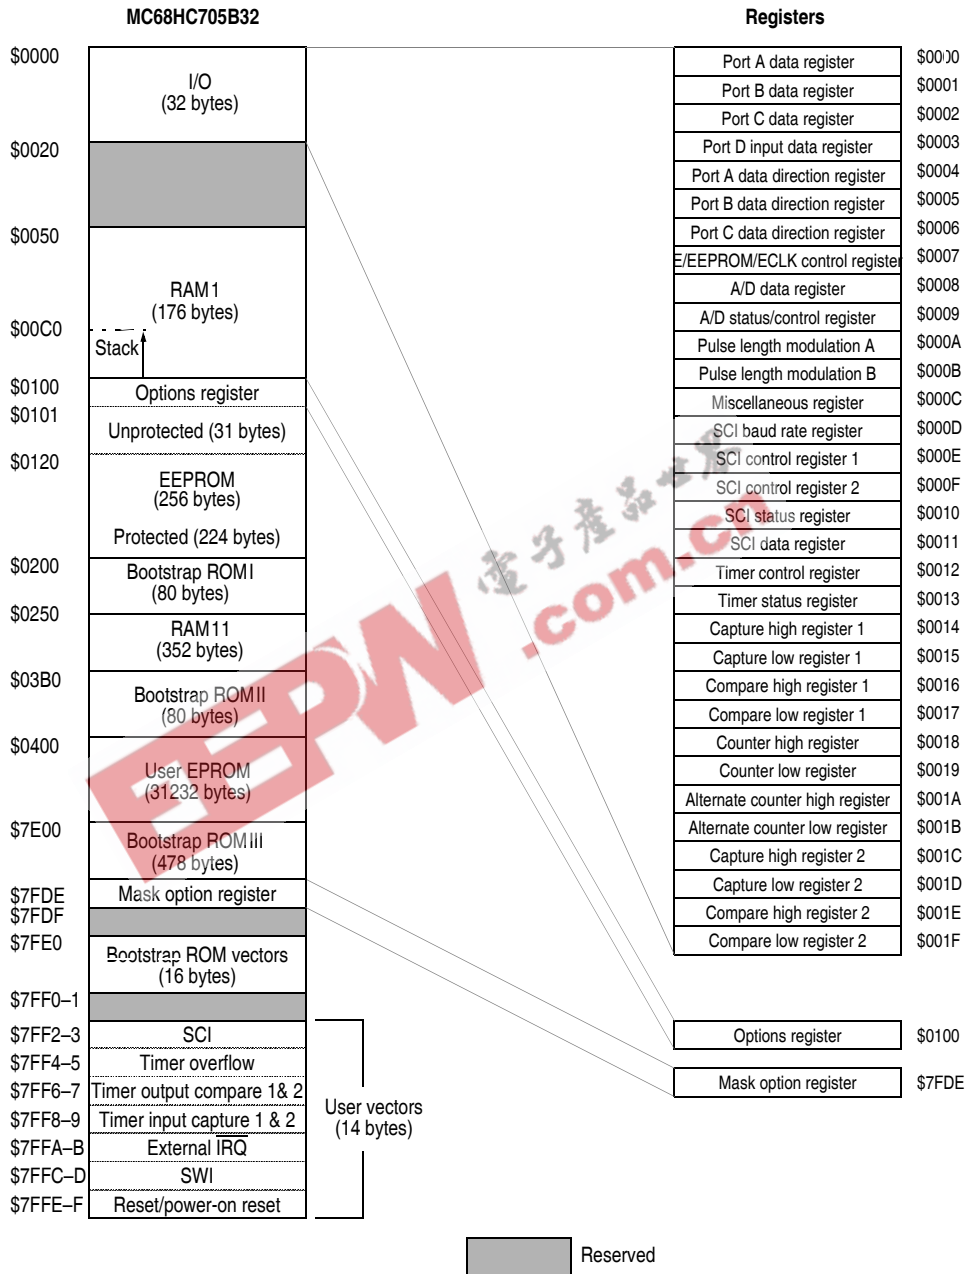 MC68HC705B32
Registers
$0000
I/O
(32 bytes)
$0020
$0050
RAM1
(176 bytes)
$00C0
Stack
$0100
Options register
$0101
Unprotected (31 bytes)
$0120
EEPROM
(256 bytes)
Protected (224 bytes)
$0200
Bootstrap ROMI
(80 bytes)
$0250
RAM11
(352 bytes)
$03B0
Bootstrap ROMII
(80 bytes)
$0400
User EPROM
(31232 bytes)
$7E00
Bootstrap ROMIII
(478 bytes)
$7FDE
Mask option register
$7FDF
$7FE0
Bootstrap ROM vectors
(16 bytes)
$7FF0–1
$7FF2–3
SCI
$7FF4–5
Timer overflow
$7FF6–7
Timer output compare 1& 2
$7FF8–9
Timer input capture 1 & 2
$7FFA–B
External IRQ
$7FFC–D
SWI
$7FFE–F
Reset/power-on reset
User vectors
(14 bytes)
Port A data register $0000
Port B data register $0001
Port C data register $0002
Port D input data register $0003
Port A data direction register $0004
Port B data direction register $0005
Port C data direction register $0006
E/EEPROM/ECLK control register $0007
A/D data register $0008
A/D status/control register $0009
Pulse length modulation A $000A
Pulse length modulation B $000B
Miscellaneous register $000C
SCI baud rate register $000D
SCI control register 1 $000E
SCI control register 2 $000F
SCI status register $0010
SCI data register $0011
Timer control register $0012
Timer status register $0013
Capture high register 1 $0014
Capture low register 1 $0015
Compare high register 1 $0016
Compare low register 1 $0017
Counter high register $0018
Counter low register $0019
Alternate counter high register $001A
Alternate counter low register $001B
Capture high register 2 $001C
Capture low register 2 $001D
Compare high register 2 $001E
Compare low register 2 $001F
Options register $0100
Mask option register $7FDE
Reserved
EEPW
電子產品世界
.com.cn